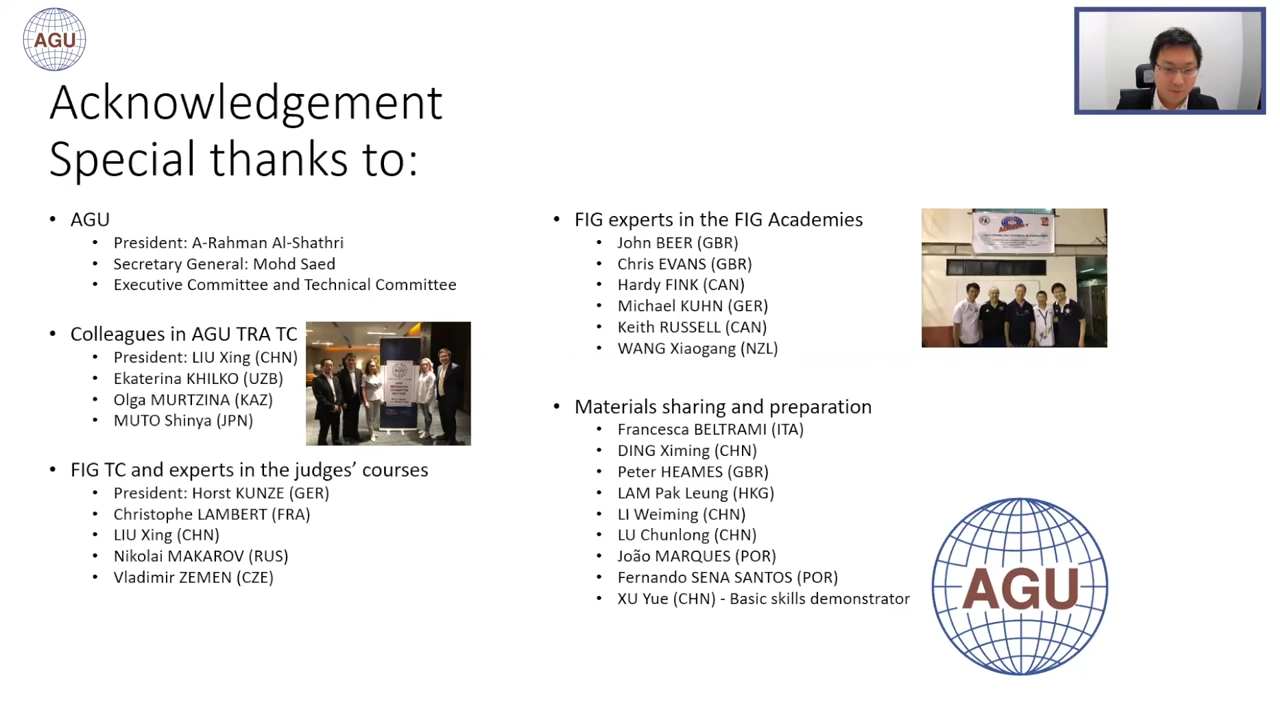 AGU
Acknowledgement
Special thanks to:
• AGU
• President: A-Rahman Al-Shathri
• Secretary General: Mohd Saed
• Executive Committee and Technical Committee
• Colleagues in AGU TRA TC
• President: LIU Xing (CHN)
• Ekaterina KHILKO (UZB)
• Olga MURTZINA (KAZ)
• MUTO Shinya (JPN)
• FIG TC and experts in the judges’ courses
• President: Horst KUNZE (GER)
• Christophe LAMBERT (FRA)
• LIU Xing (CHN)
• Nikolai MAKAROV (RUS)
• Vladimir ZEMEN (CZE)
• FIG experts in the FIG Academies
• John BEER (GBR)
• Chris EVANS (GBR)
• Hardy FINK (CAN)
• Michael KUHN (GER)
• Keith RUSSELL (CAN)
• WANG Xiaogang (NZL)
• Materials sharing and preparation
• Francesca BELTRAMI (ITA)
• DING Ximing (CHN)
• Peter HEAMES (GBR)
• LAM Pak Leung (HKG)
• LI Weiming (CHN)
• LU Chunlong (CHN)
• João MARQUES (POR)
• Fernando SENA SANTOS (POR)
• XU Yue (CHN) - Basic skills demonstrator
AGU